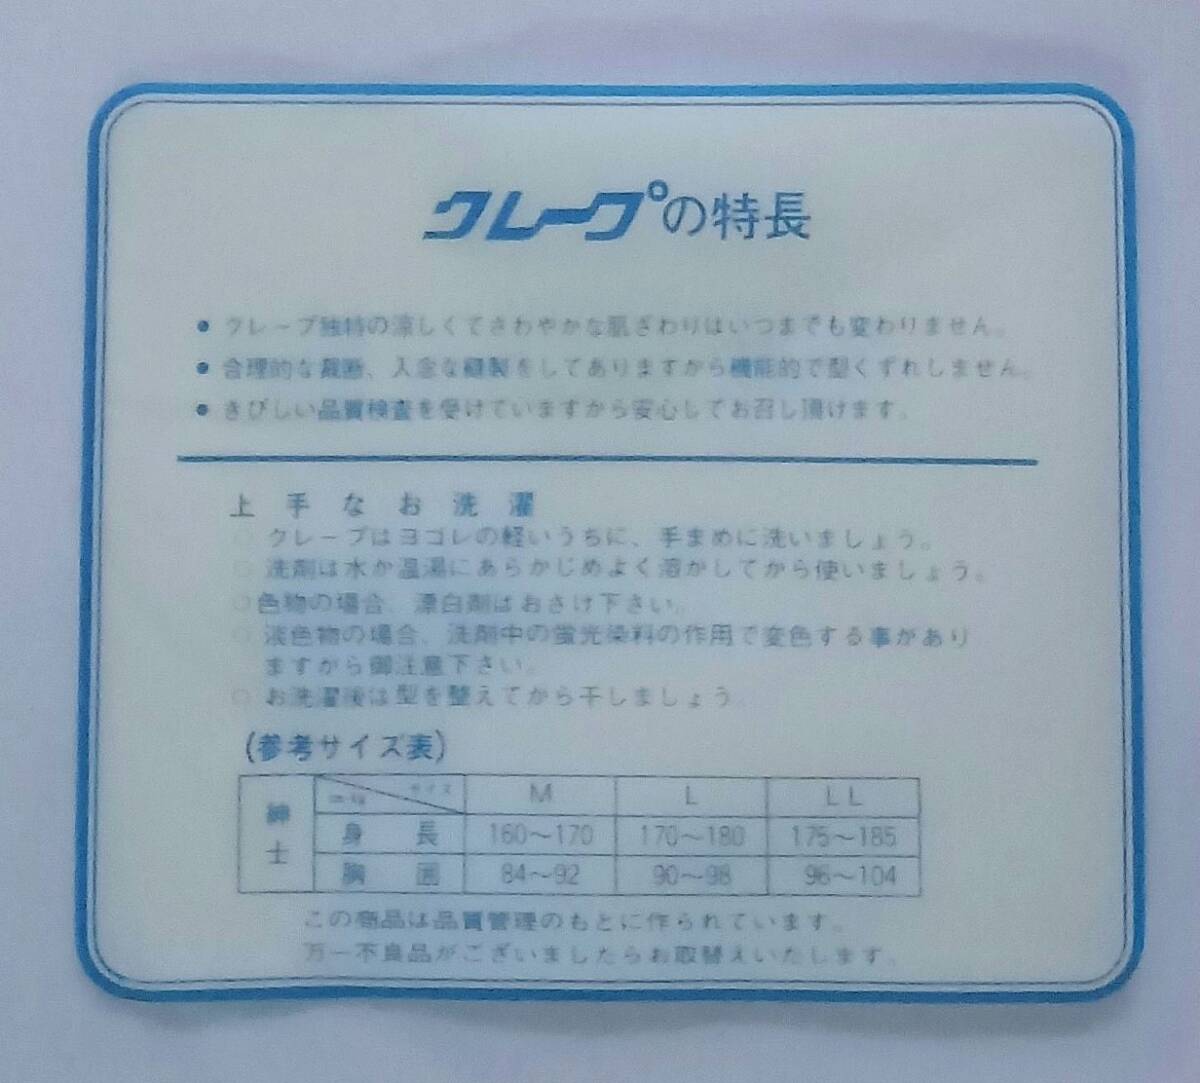 クレープの特長
● クレープ独特の涼しくてさわやかな肌ざわりはいつまでも変わりません。
● 合理的な裁断、入念な縫製をしてありますから機能的で型くずれしません。
● きびしい品質検査を受けていますから安心してお召し頂けます。
上手なお洗濯
○ クレープはヨゴレの軽いうちに、手まめに洗いましょう。
○ 洗剤は水か温湯にあらかじめよく溶かしてから使いましょう。
○ 色物の場合、漂白剤はおさけ下さい。
○ 淡色物の場合、洗剤中の蛍光染料の作用で変色する事があり
ますから御注意下さい。
○ お洗濯後は型を整えてから干しましょう
(参考サイズ表)
紳士 cm・kg サイズ M L LL
身長 160〜170 170〜180 175〜185
胸囲 84〜92 90〜98 96〜104
この商品は品質管理のもとに作られています。
万一不良品がございましたらお取替えいたします。